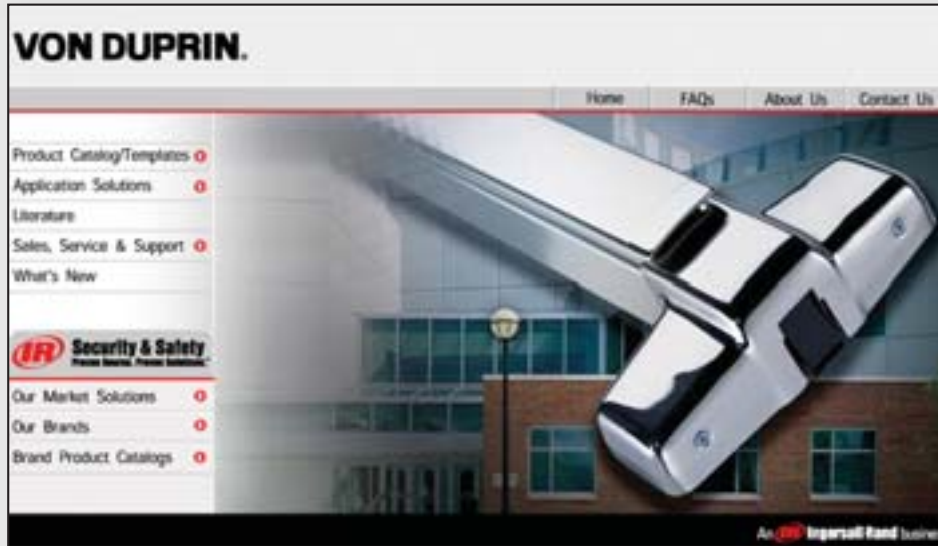 VON DUPRIN.
Home FAQs About Us Contact Us
Product Catalog/Templates
Application Solutions
Literature
Sales, Service & Support
What's New
IR Security & Safety
Our Market Solutions
Our Brands
Brand Product Catalogs
An IR Ingersoll-Rand busines